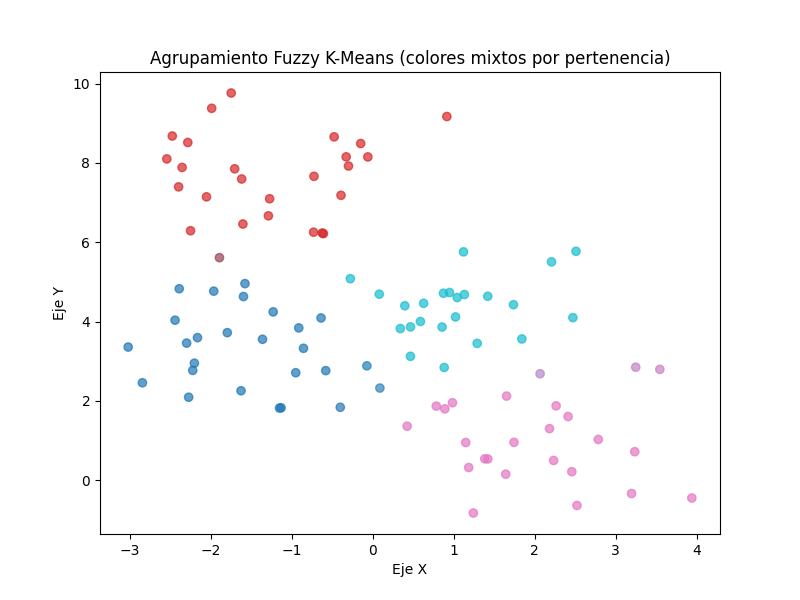 Agrupamiento Fuzzy K-Means (colores mixtos por pertenencia)
10
8
6
4
2
0
Eje Y
−3 −2 −1 0 1 2 3 4
Eje X